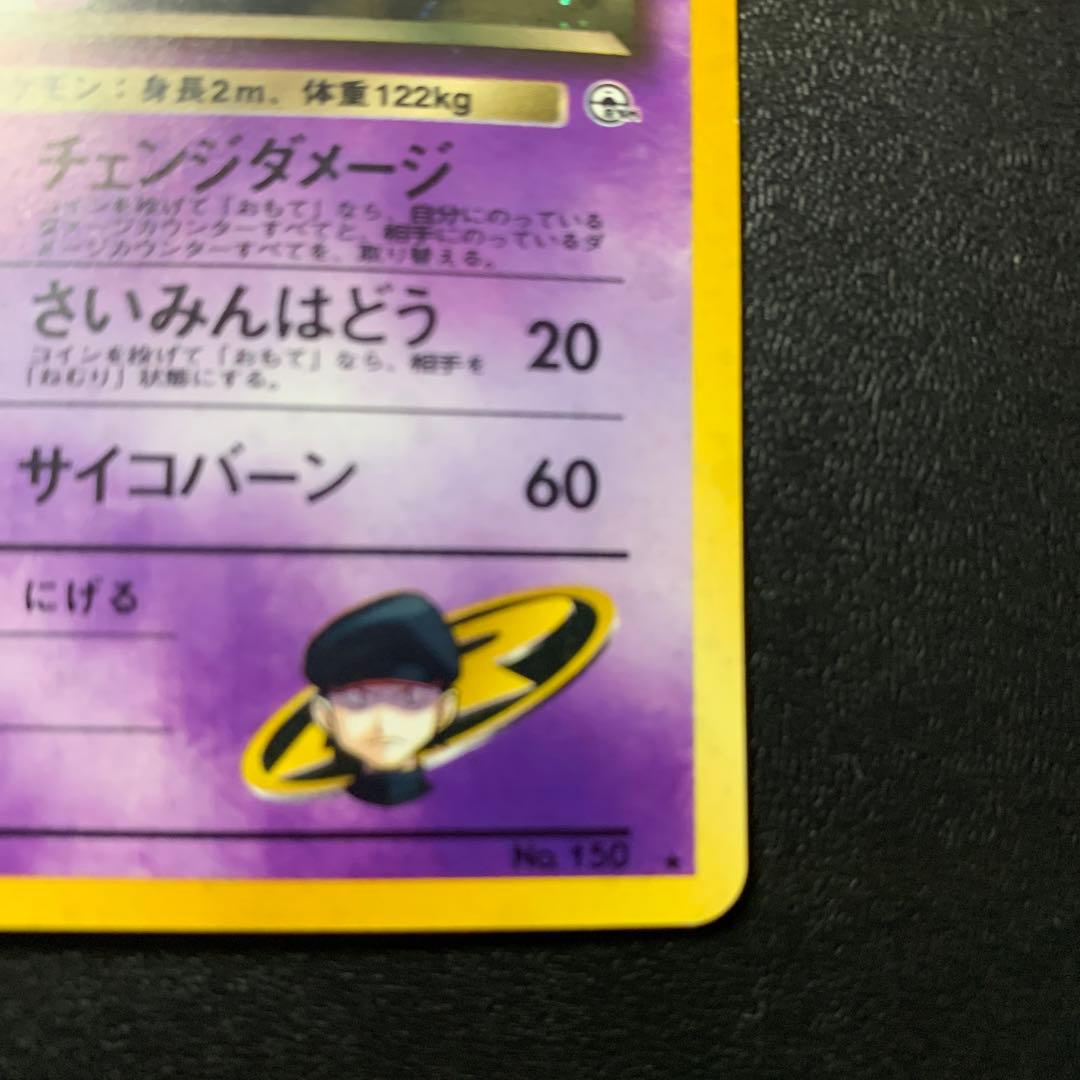 ケモン：身長2m、体重122kg
チェンジダメージ
コインを投げて「おもて」なら、自分にのっている
ダメージカウンターすべてと、相手にのっているダ
メージカウンターすべてを、取り替える。
さいみんはどう 20
コインを投げて「おもて」なら、相手を
「ねむり」状態にする。
サイコバーン 60
にげる
No. 150 ★